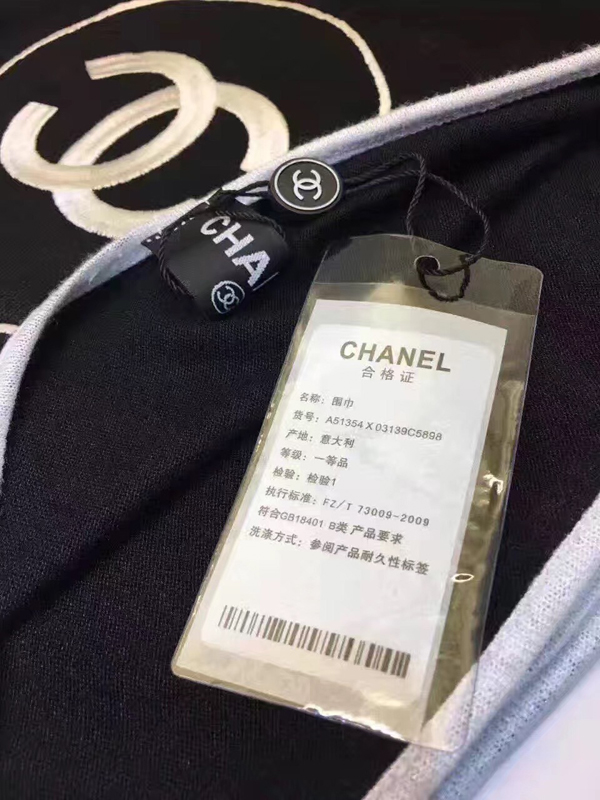 CHA
CHANEL
合格证
名称：围巾
货号：A51354 X 03139C5898
产地：意大利
等级：一等品
检验：检验1
执行标准：FZ/T 73009-2009
符合GB18401 B类 产品要求
洗涤方式：参阅产品耐久性标签